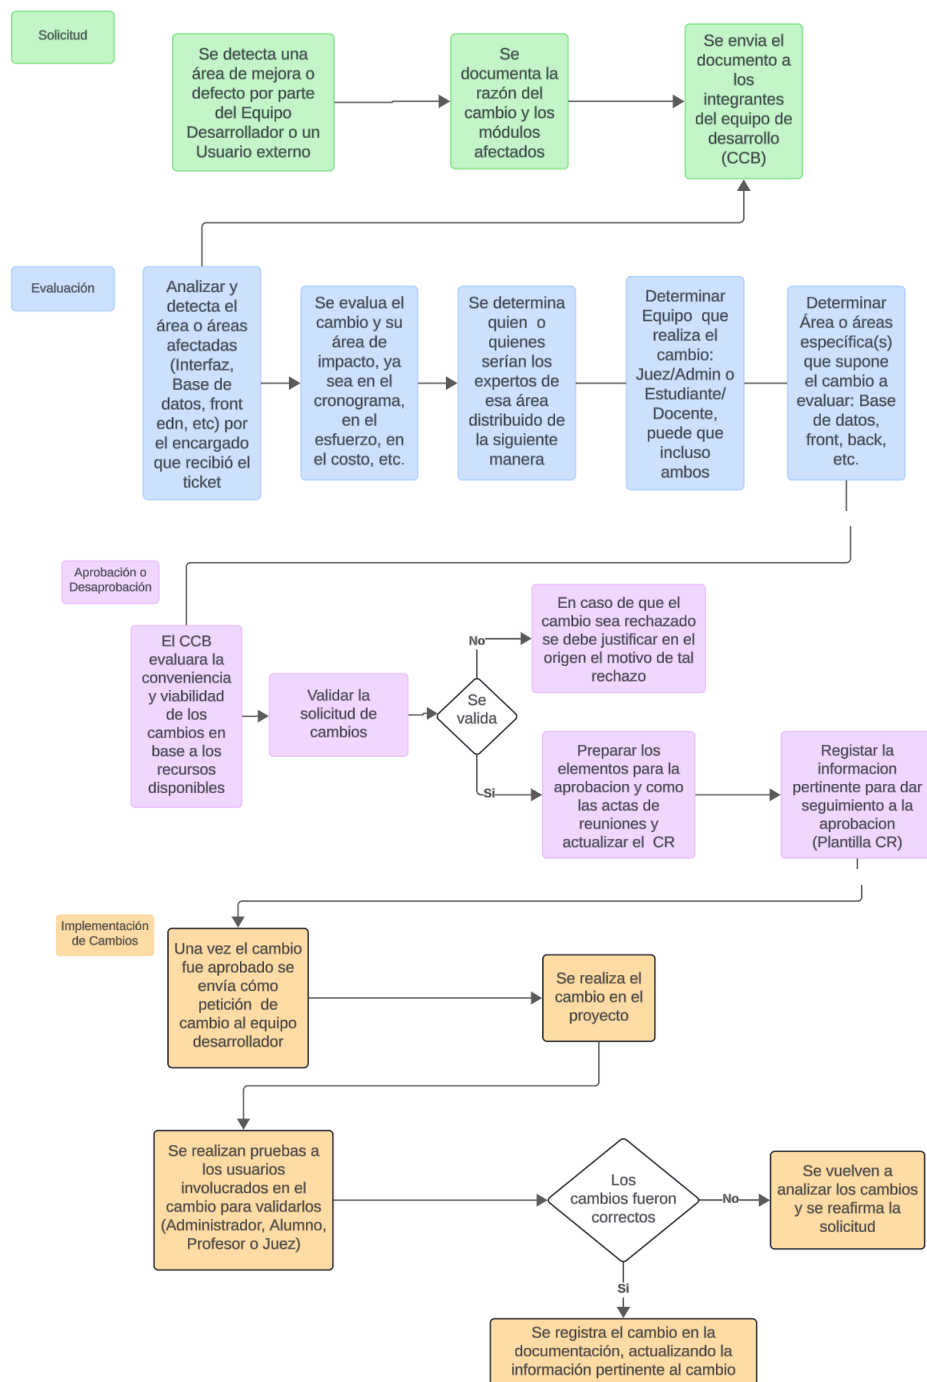 Solicitud
Se detecta una
área de mejora o
defecto por parte
del Equipo
Desarrollador o un
Usuario externo
Se
documenta la
razón del
cambio y los
módulos
afectados
Se envia el
documento a
los
integrantes
del equipo de
desarrollo
(CCB)
Evaluación
Analizar y
detecta el
área o áreas
afectadas
(Interfaz,
Base de
datos, front
edn, etc) por
el encargado
que recibió el
ticket
Se evalua el
cambio y su
área de
impacto, ya
sea en el
cronograma,
en el
esfuerzo, en
el costo, etc.
Se determina
quien o
quienes
serían los
expertos de
esa área
distribuido de
la siguiente
manera
Determinar
Equipo que
realiza el
cambio:
Juez/Admin o
Estudiante/
Docente,
puede que
incluso
ambos
Determinar
Área o áreas
específica(s)
que supone
el cambio a
evaluar: Base
de datos,
front, back,
etc.
Aprobación o
Desaprobación
El CCB
evaluara la
conveniencia
y viabilidad
de los
cambios en
base a los
recursos
disponibles
Validar la
solicitud de
cambios
Se
valida
No
En caso de que el
cambio sea rechazado
se debe justificar en el
origen el motivo de tal
rechazo
Si
Preparar los
elementos para la
aprobacion y como
las actas de
reuniones y
actualizar el CR
Registar la
informacion
pertinente para dar
seguimiento a la
aprobacion
(Plantilla CR)
Implementación
de Cambios
Una vez el cambio
fue aprobado se
envía cómo
petición de
cambio al equipo
desarrollador
Se realiza el
cambio en el
proyecto
Se realizan pruebas a
los usuarios
involucrados en el
cambio para validarlos
(Administrador, Alumno,
Profesor o Juez)
Los
cambios fueron
correctos
No
Se vuelven a
analizar los cambios
y se reafirma la
solicitud
Si
Se registra el cambio en la
documentación, actualizando la
información pertinente al cambio